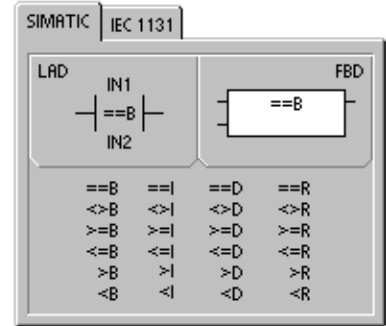 SIMATIC IEC 1131
LAD FBD
IN1
==B ==B
IN2
==B ==I ==D ==R
<>B <>I <>D <>R
>=B >=I >=D >=R
<=B <=I <=D <=R
>B >I >D >R
<B <I <D <R